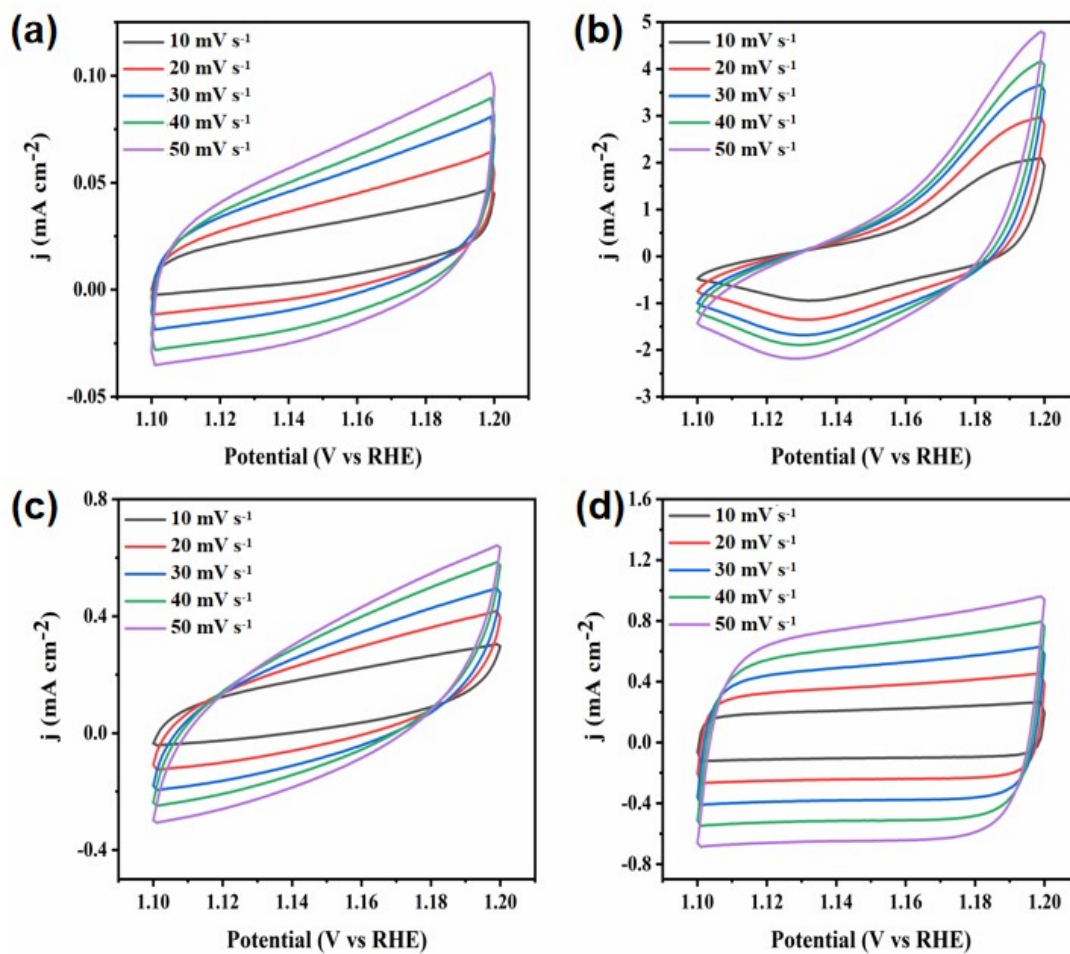 (a)
10 mV s⁻¹
20 mV s⁻¹
30 mV s⁻¹
40 mV s⁻¹
50 mV s⁻¹
j (mA cm⁻²)
0.10
0.05
0.00
-0.05
1.10 1.12 1.14 1.16 1.18 1.20
Potential (V vs RHE)
(b)
10 mV s⁻¹
20 mV s⁻¹
30 mV s⁻¹
40 mV s⁻¹
50 mV s⁻¹
j (mA cm⁻²)
5
4
3
2
1
0
-1
-2
-3
1.10 1.12 1.14 1.16 1.18 1.20
Potential (V vs RHE)
(c)
10 mV s⁻¹
20 mV s⁻¹
30 mV s⁻¹
40 mV s⁻¹
50 mV s⁻¹
j (mA cm⁻²)
0.8
0.4
0.0
-0.4
1.10 1.12 1.14 1.16 1.18 1.20
Potential (V vs RHE)
(d)
10 mV s⁻¹
20 mV s⁻¹
30 mV s⁻¹
40 mV s⁻¹
50 mV s⁻¹
j (mA cm⁻²)
1.6
1.2
0.8
0.4
0.0
-0.4
-0.8
1.10 1.12 1.14 1.16 1.18 1.20
Potential (V vs RHE)